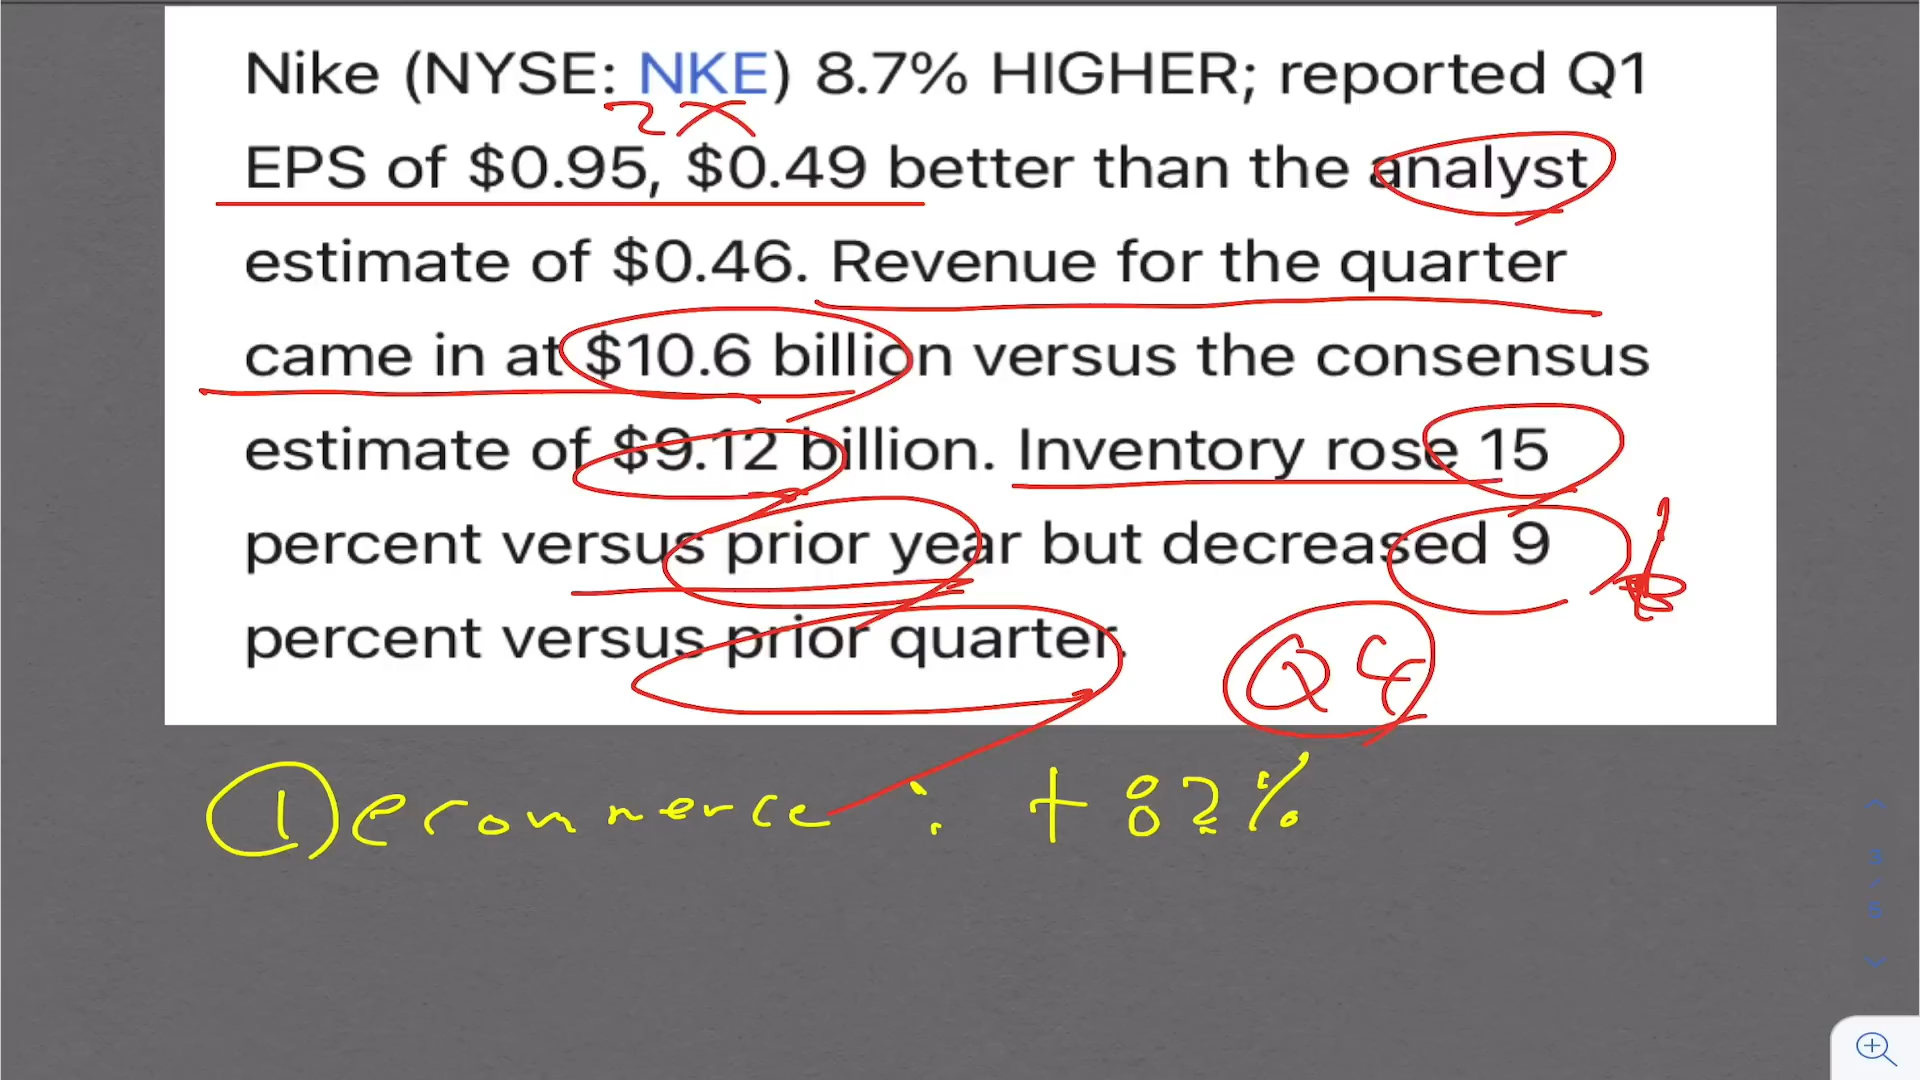 Nike (NYSE: NKE) 8.7% HIGHER; reported Q1
2x
EPS of $0.95, $0.49 better than the analyst
estimate of $0.46. Revenue for the quarter
came in at $10.6 billion versus the consensus
estimate of $9.12 billion. Inventory rose 15
percent versus prior year but decreased 9
percent versus prior quarter.
Q4
1 ecommerce : + 82%